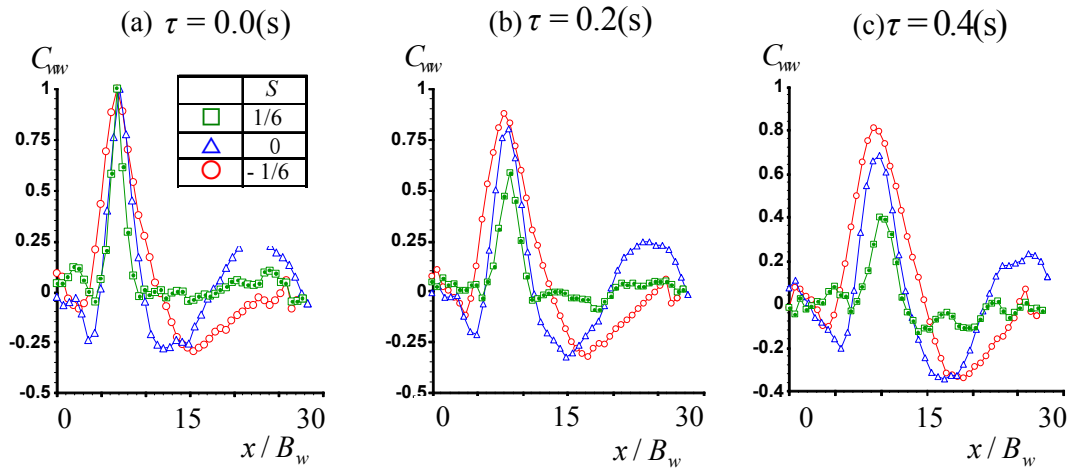 (a) τ = 0.0(s)
(b) τ = 0.2(s)
(c) τ = 0.4(s)
C_ww
1
0.75
0.5
0.25
0
-0.25
-0.5
S
1/6
0
- 1/6
0 15 30
x / B_w
C_ww
1
0.75
0.5
0.25
0
-0.25
-0.5
0 15 30
x / B_w
C_ww
1
0.8
0.6
0.4
0.2
0
-0.2
-0.4
0 15 30
x / B_w